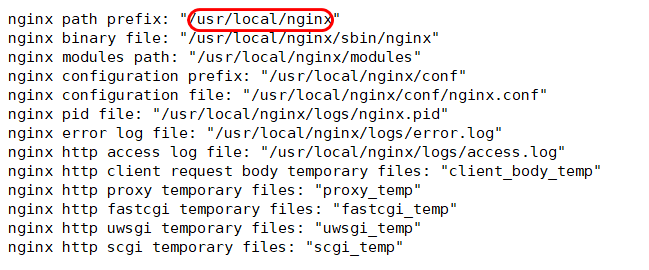 nginx path prefix: "/usr/local/nginx"
nginx binary file: "/usr/local/nginx/sbin/nginx"
nginx modules path: "/usr/local/nginx/modules"
nginx configuration prefix: "/usr/local/nginx/conf"
nginx configuration file: "/usr/local/nginx/conf/nginx.conf"
nginx pid file: "/usr/local/nginx/logs/nginx.pid"
nginx error log file: "/usr/local/nginx/logs/error.log"
nginx http access log file: "/usr/local/nginx/logs/access.log"
nginx http client request body temporary files: "client_body_temp"
nginx http proxy temporary files: "proxy_temp"
nginx http fastcgi temporary files: "fastcgi_temp"
nginx http uwsgi temporary files: "uwsgi_temp"
nginx http scgi temporary files: "scgi_temp"